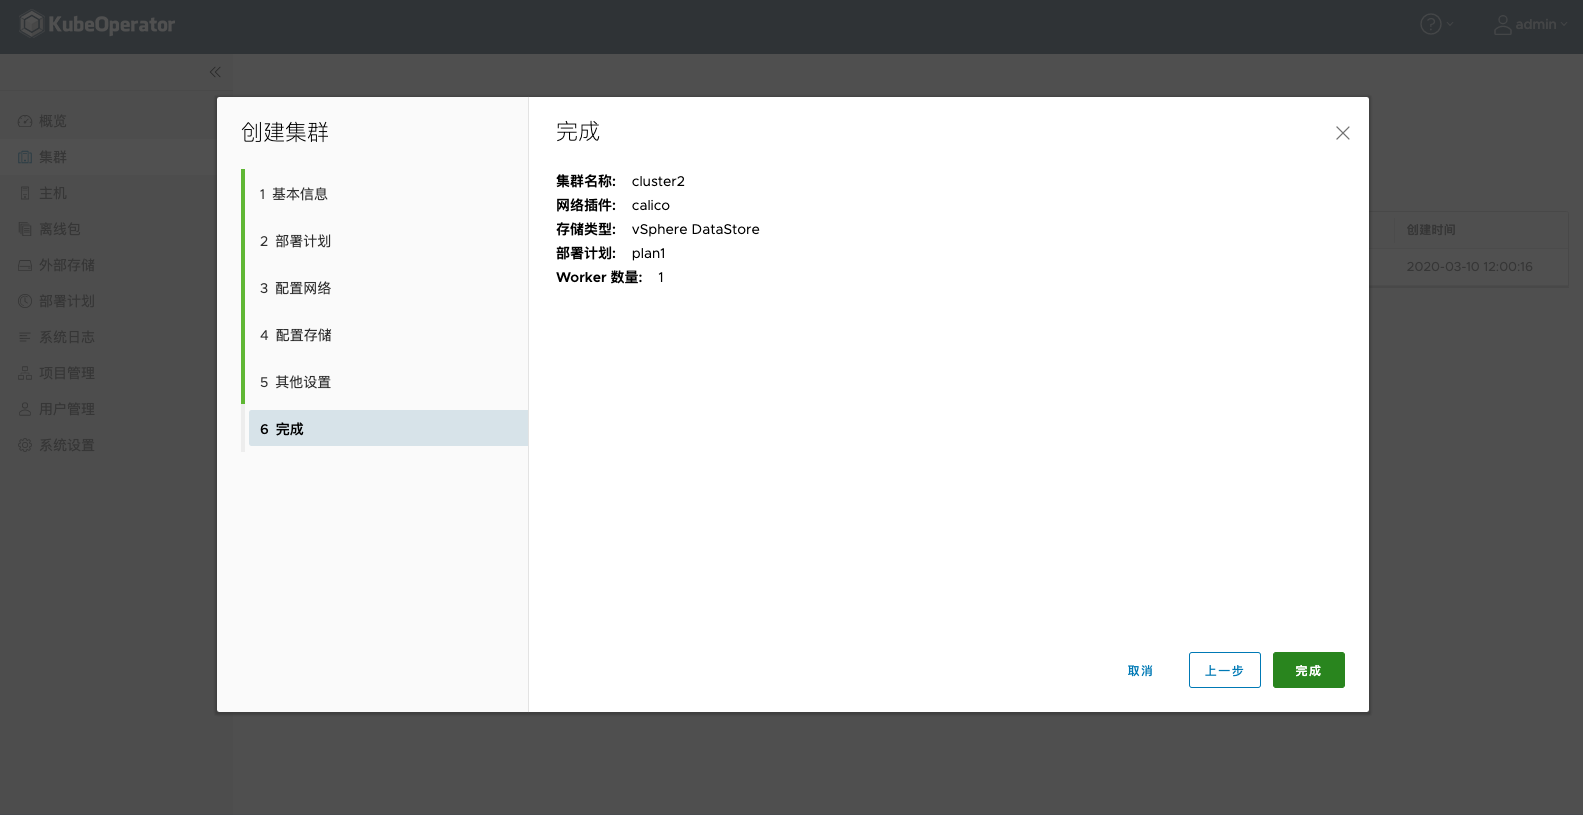 KubeOperator
admin
概览
集群
主机
离线包
外部存储
部署计划
系统日志
项目管理
用户管理
系统设置
创建集群
1 基本信息
2 部署计划
3 配置网络
4 配置存储
5 其他设置
6 完成
完成
集群名称: cluster2
网络插件: calico
存储类型: vSphere DataStore
部署计划: plan1
Worker 数量: 1
取消
上一步
完成
创建时间
2020-03-10 12:00:16